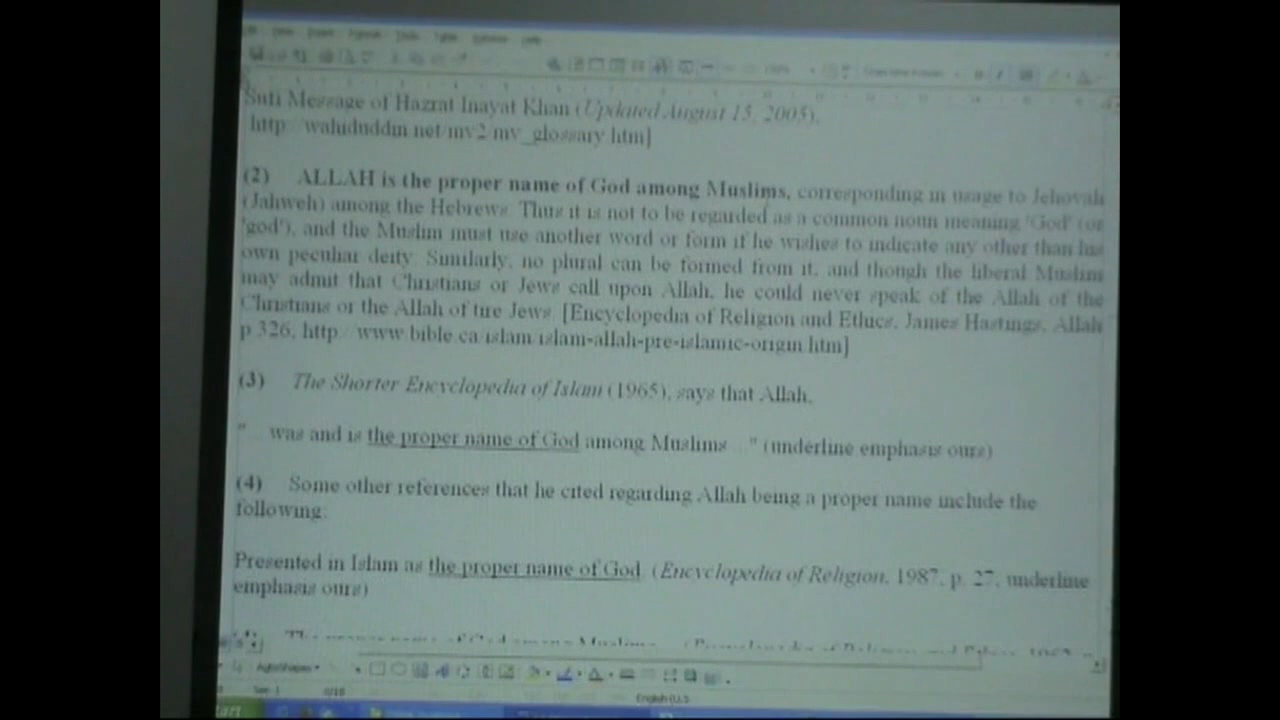 Sufi Message of Hazrat Inayat Khan (Updated August 15, 2005),
http://wahiduddin.net/mv2/mv_glossary.htm]
(2) ALLAH is the proper name of God among Muslims, corresponding in usage to Jehovah
(Jahweh) among the Hebrews. Thus it is not to be regarded as a common noun meaning 'God' (or
'god'), and the Muslim must use another word or form if he wishes to indicate any other than his
own peculiar deity. Similarly, no plural can be formed from it, and though the liberal Muslim
may admit that Christians or Jews call upon Allah, he could never speak of the Allah of the
Christians or the Allah of tire Jews. [Encyclopedia of Religion and Ethics, James Hastings, Allah
p 326, http://www.bible.ca/islam/islam-allah-pre-islamic-origin.htm]
(3) The Shorter Encyclopedia of Islam (1965), says that Allah,
"... was and is the proper name of God among Muslims ..." (underline emphasis ours)
(4) Some other references that he cited regarding Allah being a proper name include the
following:
Presented in Islam as the proper name of God. (Encyclopedia of Religion, 1987, p. 27, underline
emphasis ours)
AutoShapes
Sec 1
English (U.S